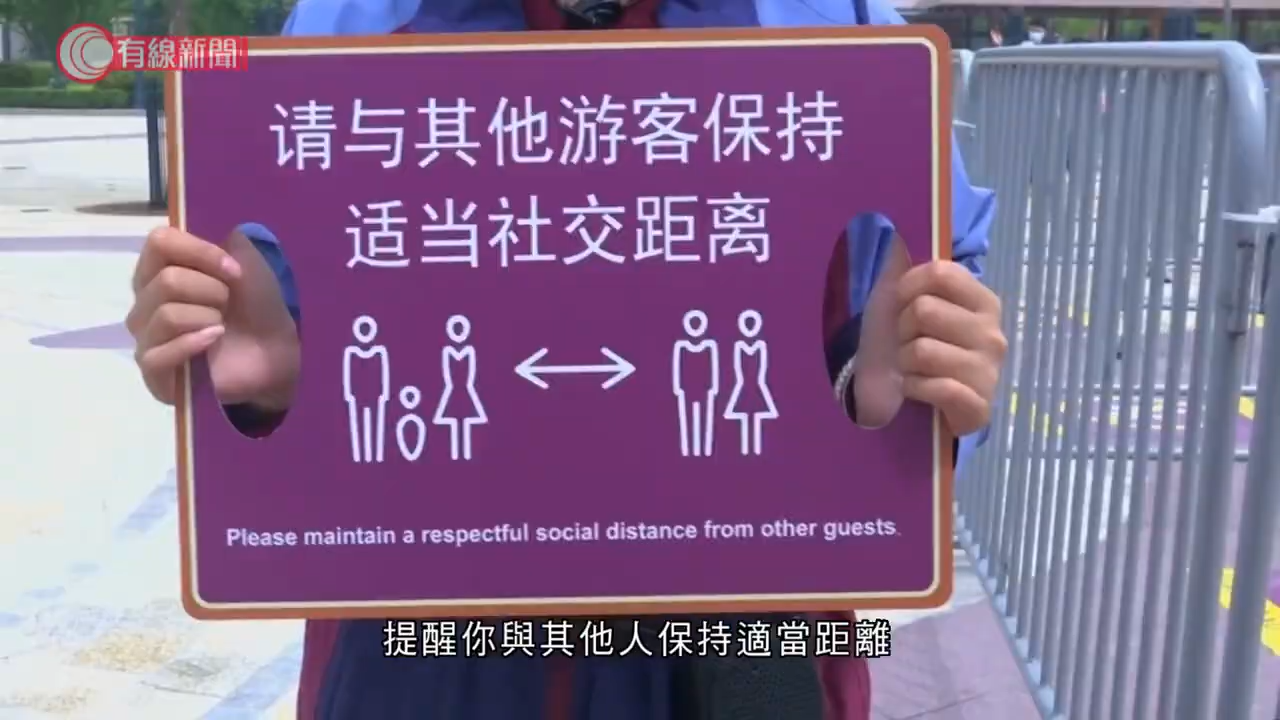 有線新聞
请与其他游客保持
适当社交距离
Please maintain a respectful social distance from other guests.
提醒你與其他人保持適當距離